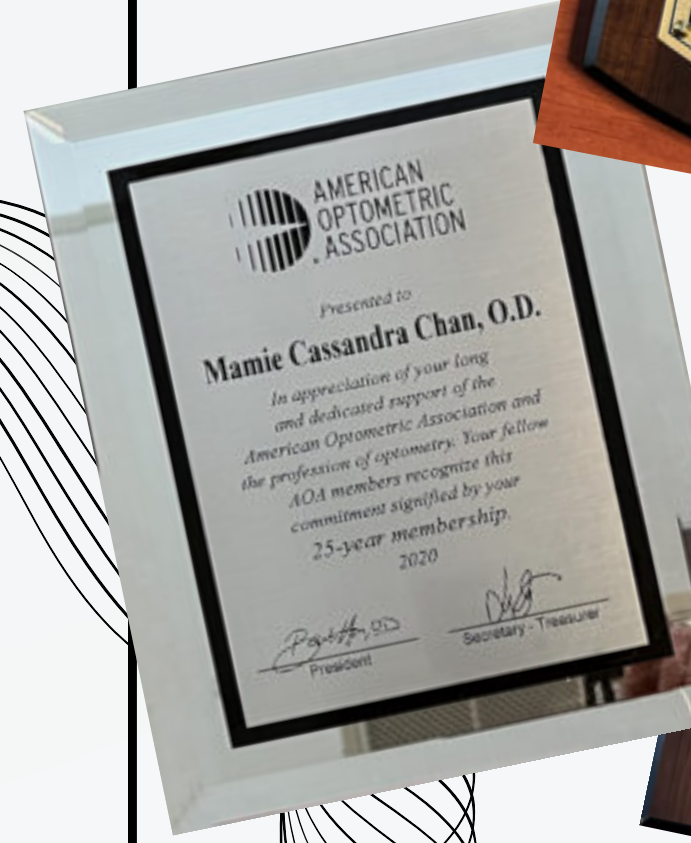 AMERICAN
OPTOMETRIC
ASSOCIATION
Presented to
Mamie Cassandra Chan, O.D.
In appreciation of your long
and dedicated support of the
American Optometric Association and
the profession of optometry. Your fellow
AOA members recognize this
commitment signified by your
25-year membership.
2020
President
Secretary - Treasurer